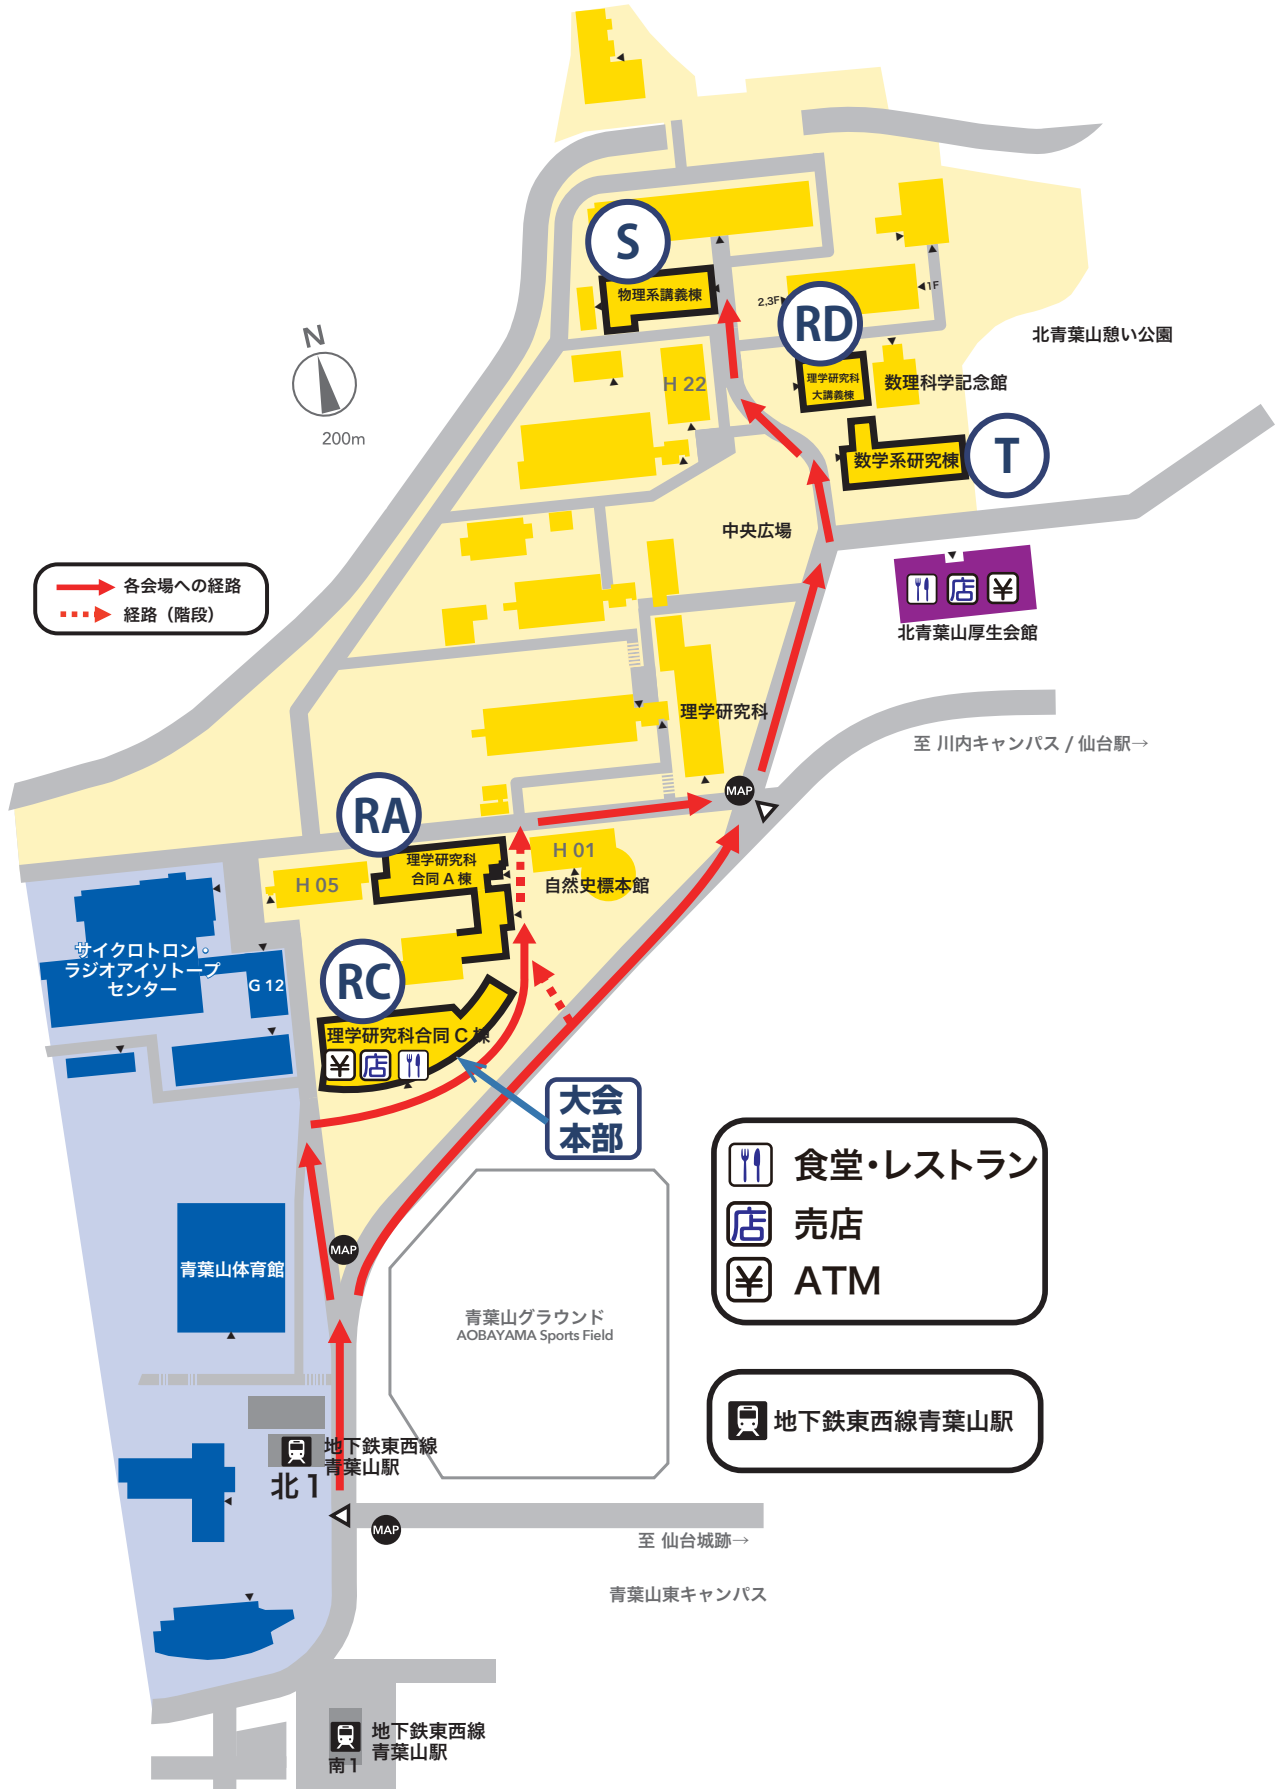 S
物理系講義棟
2,3F
1F
RD
理学研究科
大講義棟
数理科学記念館
北青葉山憩い公園
N
200m
H 22
数学系研究棟
T
中央広場
各会場への経路
経路（階段）
北青葉山厚生会館
店
¥
理学研究科
至 川内キャンパス / 仙台駅→
MAP
RA
理学研究科
合同 A 棟
H 01
自然史標本館
H 05
サイクロトロン・
ラジオアイソトープ
センター
G 12
RC
理学研究科合同 C 棟
¥
店
大会
本部
食堂・レストラン
店
売店
¥
ATM
MAP
青葉山体育館
青葉山グラウンド
AOBAYAMA Sports Field
地下鉄東西線青葉山駅
地下鉄東西線
青葉山駅
北 1
MAP
至 仙台城跡→
青葉山東キャンパス
地下鉄東西線
青葉山駅
南 1